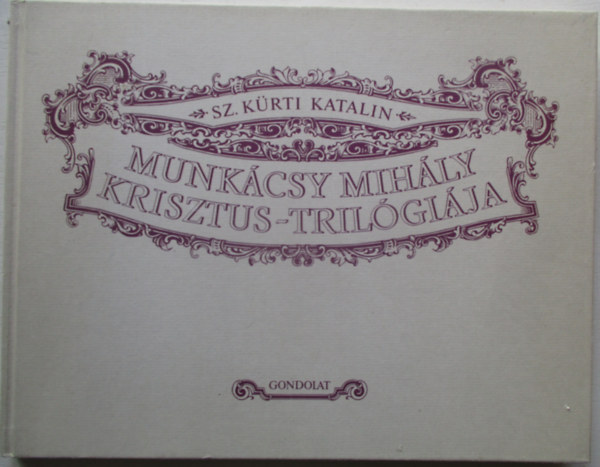 SZ. KÜRTI KATALIN
MUNKÁCSY MIHÁLY
KRISZTUS-TRILÓGIÁJA
GONDOLAT